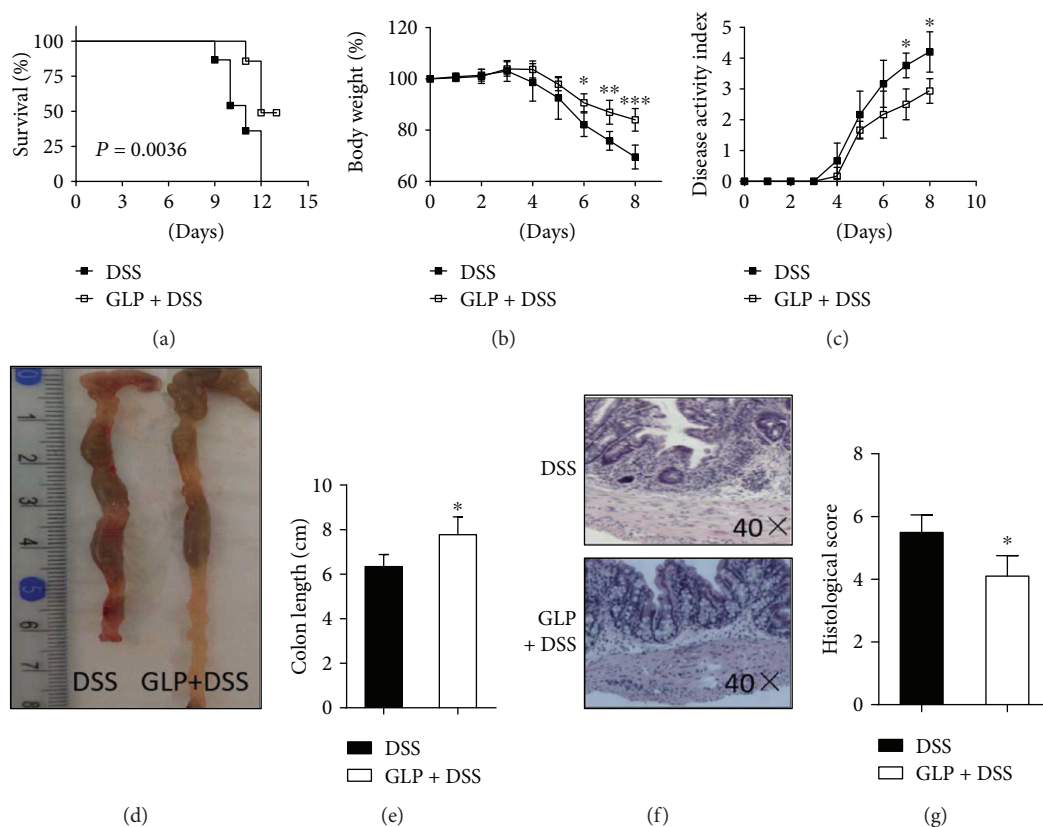 Survival (%)
100
75
50
25
0
P = 0.0036
0 3 6 9 12 15
(Days)
DSS
GLP + DSS
(a)
Body weight (%)
120
100
80
60
* ** ***
0 2 4 6 8
(Days)
DSS
GLP + DSS
(b)
Disease activity index
5
4
3
2
1
0
* *
0 2 4 6 8 10
(Days)
DSS
GLP + DSS
(c)
0
1
2
3
4
5
6
7
8
DSS GLP+DSS
(d)
Colon length (cm)
10
8
6
4
2
0
*
DSS
GLP + DSS
(e)
DSS
40×
GLP
+ DSS
40×
(f)
Histological score
8
6
4
2
0
*
DSS
GLP + DSS
(g)